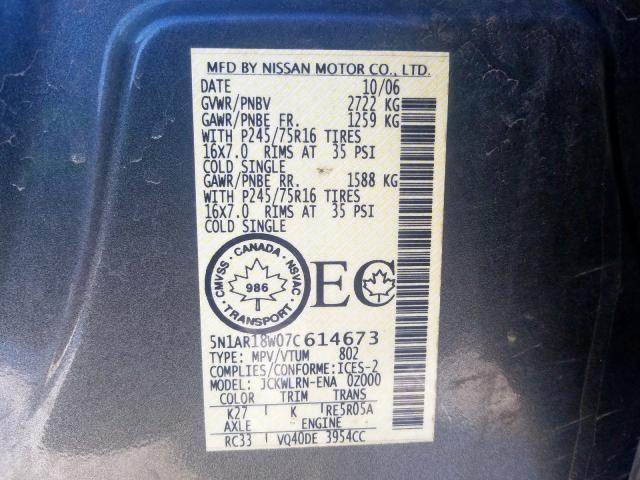 MFD BY NISSAN MOTOR CO., LTD.
DATE 10/06
GVWR/PNBV 2722 KG
GAWR/PNBE FR. 1259 KG
WITH P245/75R16 TIRES
16X7.0 RIMS AT 35 PSI
COLD SINGLE
GAWR/PNBE RR. 1588 KG
WITH P245/75R16 TIRES
16X7.0 RIMS AT 35 PSI
COLD SINGLE
CMVSS · CANADA · NSVAC
986
TRANSPORT
EC
5N1AR18W07C614673
TYPE: MPV/VTUM 802
COMPLIES/CONFORME:ICES-2
MODEL: JCKWLRN-ENA 0Z000
COLOR TRIM TRANS
K27 K RE5R05A
AXLE ENGINE
RC33 VQ40DE 3954CC